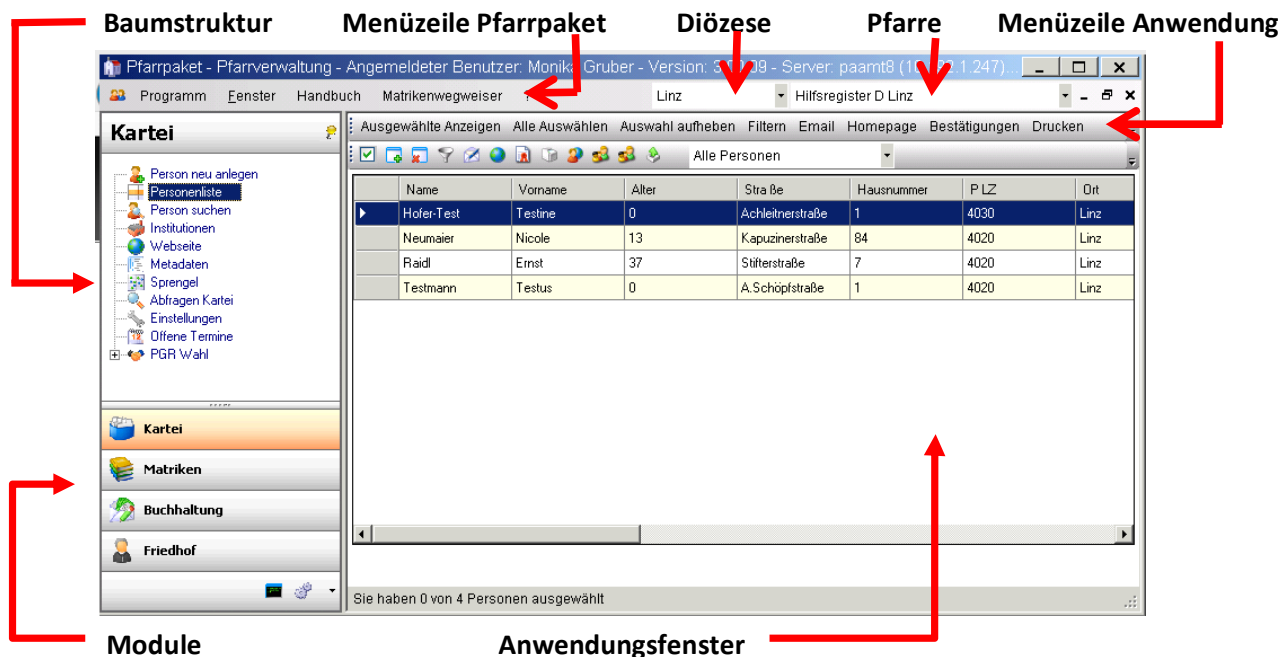 Baumstruktur Menüzeile Pfarrpaket Diözese Pfarre Menüzeile Anwendung
Pfarrpaket - Pfarrverwaltung - Angemeldeter Benutzer: Monika Gruber - Version: - Server: paamt8
Programm Fenster Handbuch Matrikenwegweiser ? Linz Hilfsregister D Linz
Kartei
Person neu anlegen
Personenliste
Person suchen
Institutionen
Webseite
Metadaten
Sprengel
Abfragen Kartei
Einstellungen
Offene Termine
PGR Wahl
Kartei
Matriken
Buchhaltung
Friedhof
Ausgewählte Anzeigen Alle Auswählen Auswahl aufheben Filtern Email Homepage Bestätigungen Drucken
Alle Personen
Name Vorname Alter Straße Hausnummer PLZ Ort
Hofer-Test Testine 0 Achleitnerstraße 1 4030 Linz
Neumaier Nicole 13 Kapuzinerstraße 84 4020 Linz
Raidl Ernst 37 Stifterstraße 7 4020 Linz
Testmann Testus 0 A.Schöpfstraße 1 4020 Linz
Sie haben 0 von 4 Personen ausgewählt
Module Anwendungsfenster